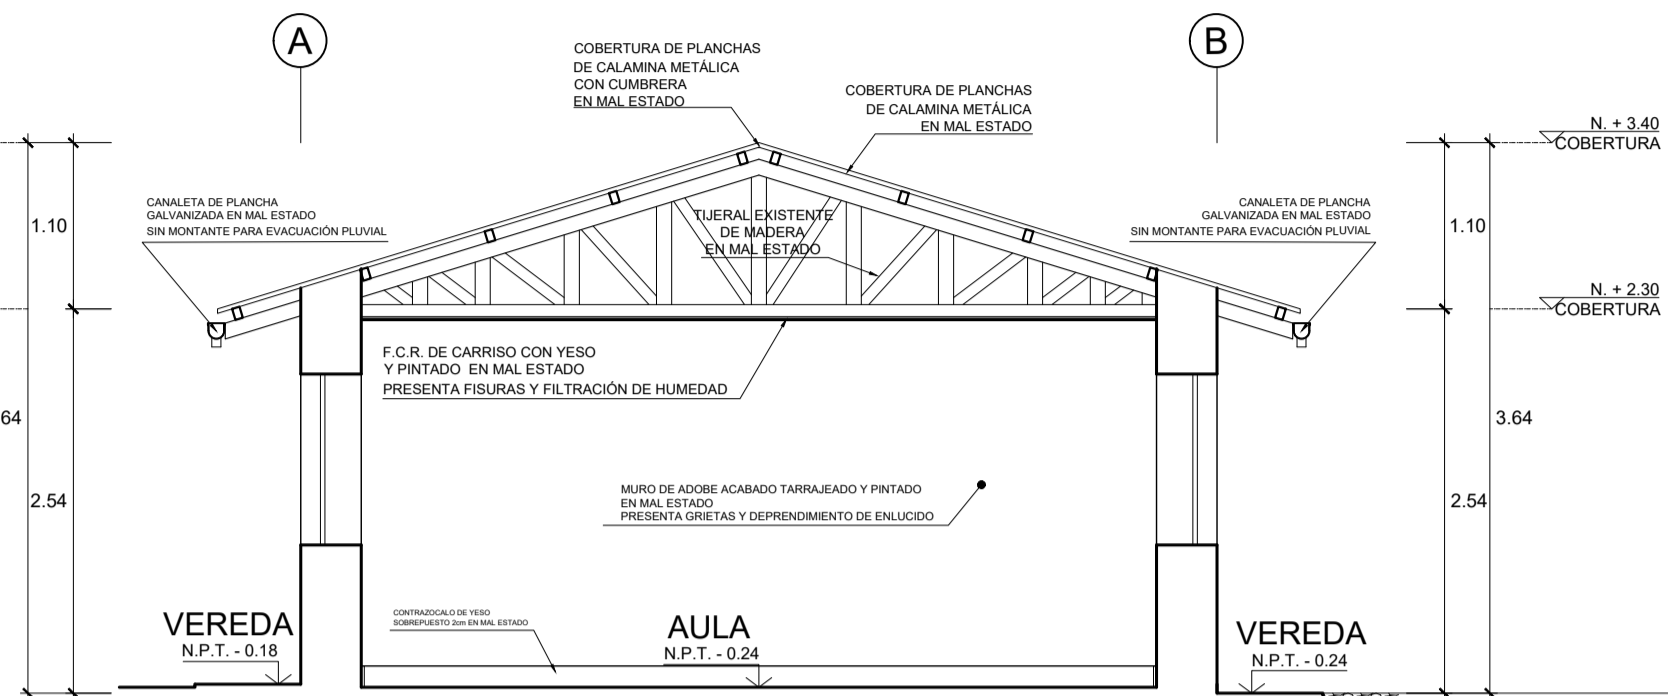 A
B
COBERTURA DE PLANCHAS
DE CALAMINA METÁLICA
CON CUMBRERA
EN MAL ESTADO
COBERTURA DE PLANCHAS
DE CALAMINA METÁLICA
EN MAL ESTADO
N. + 3.40
COBERTURA
1.10
CANALETA DE PLANCHA
GALVANIZADA EN MAL ESTADO
SIN MONTANTE PARA EVACUACIÓN PLUVIAL
TIJERAL EXISTENTE
DE MADERA
EN MAL ESTADO
CANALETA DE PLANCHA
GALVANIZADA EN MAL ESTADO
SIN MONTANTE PARA EVACUACIÓN PLUVIAL
1.10
N. + 2.30
COBERTURA
F.C.R. DE CARRISO CON YESO
Y PINTADO EN MAL ESTADO
PRESENTA FISURAS Y FILTRACIÓN DE HUMEDAD
64
3.64
2.54
MURO DE ADOBE ACABADO TARRAJEADO Y PINTADO
EN MAL ESTADO
PRESENTA GRIETAS Y DEPRENDIMIENTO DE ENLUCIDO
2.54
VEREDA
N.P.T. - 0.18
CONTRAZOCALO DE YESO
SOBREPUESTO 2cm EN MAL ESTADO
AULA
N.P.T. - 0.24
VEREDA
N.P.T. - 0.24